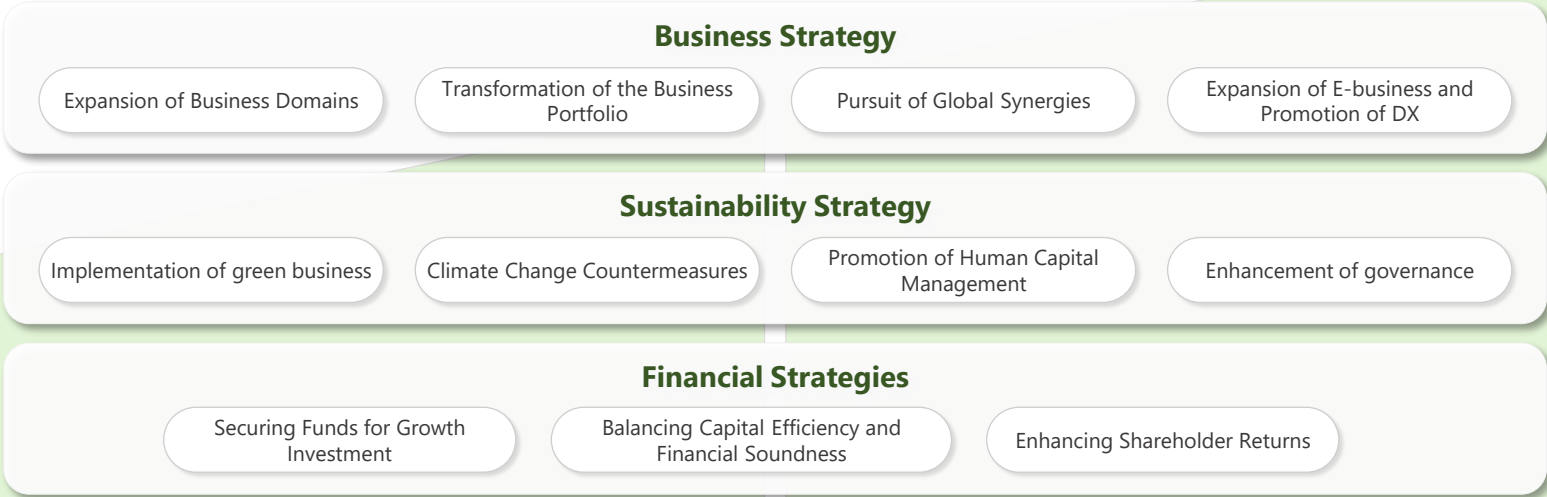 Business Strategy
Expansion of Business Domains
Transformation of the Business
Portfolio
Pursuit of Global Synergies
Expansion of E-business and
Promotion of DX
Sustainability Strategy
Implementation of green business
Climate Change Countermeasures
Promotion of Human Capital
Management
Enhancement of governance
Financial Strategies
Securing Funds for Growth
Investment
Balancing Capital Efficiency and
Financial Soundness
Enhancing Shareholder Returns